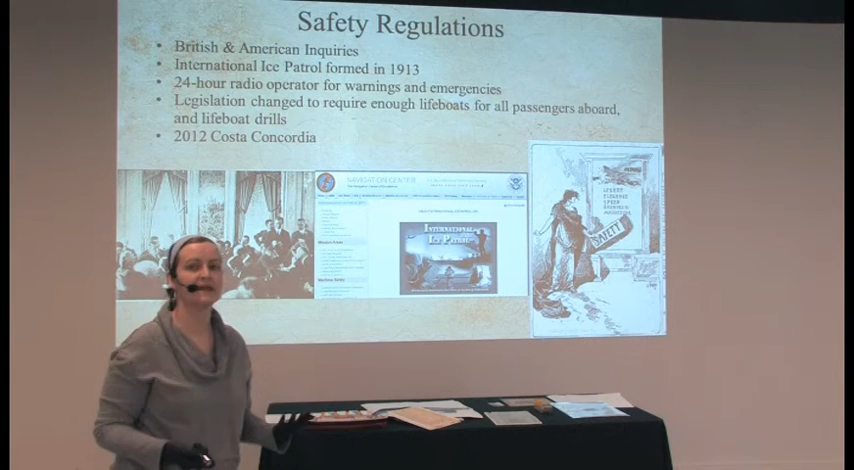 Safety Regulations
• British & American Inquiries
• International Ice Patrol formed in 1913
• 24-hour radio operator for warnings and emergencies
• Legislation changed to require enough lifeboats for all passengers aboard,
and lifeboat drills
• 2012 Costa Concordia
NAVIGATION CENTER
INTERNATIONAL
ICE PATROL
SAFETY